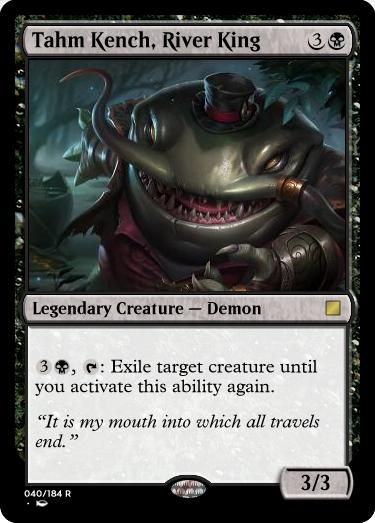 Tahm Kench, River King 3
Legendary Creature — Demon
3, : Exile target creature until
you activate this ability again.
“It is my mouth into which all travels
end.”
3/3
040/184 R